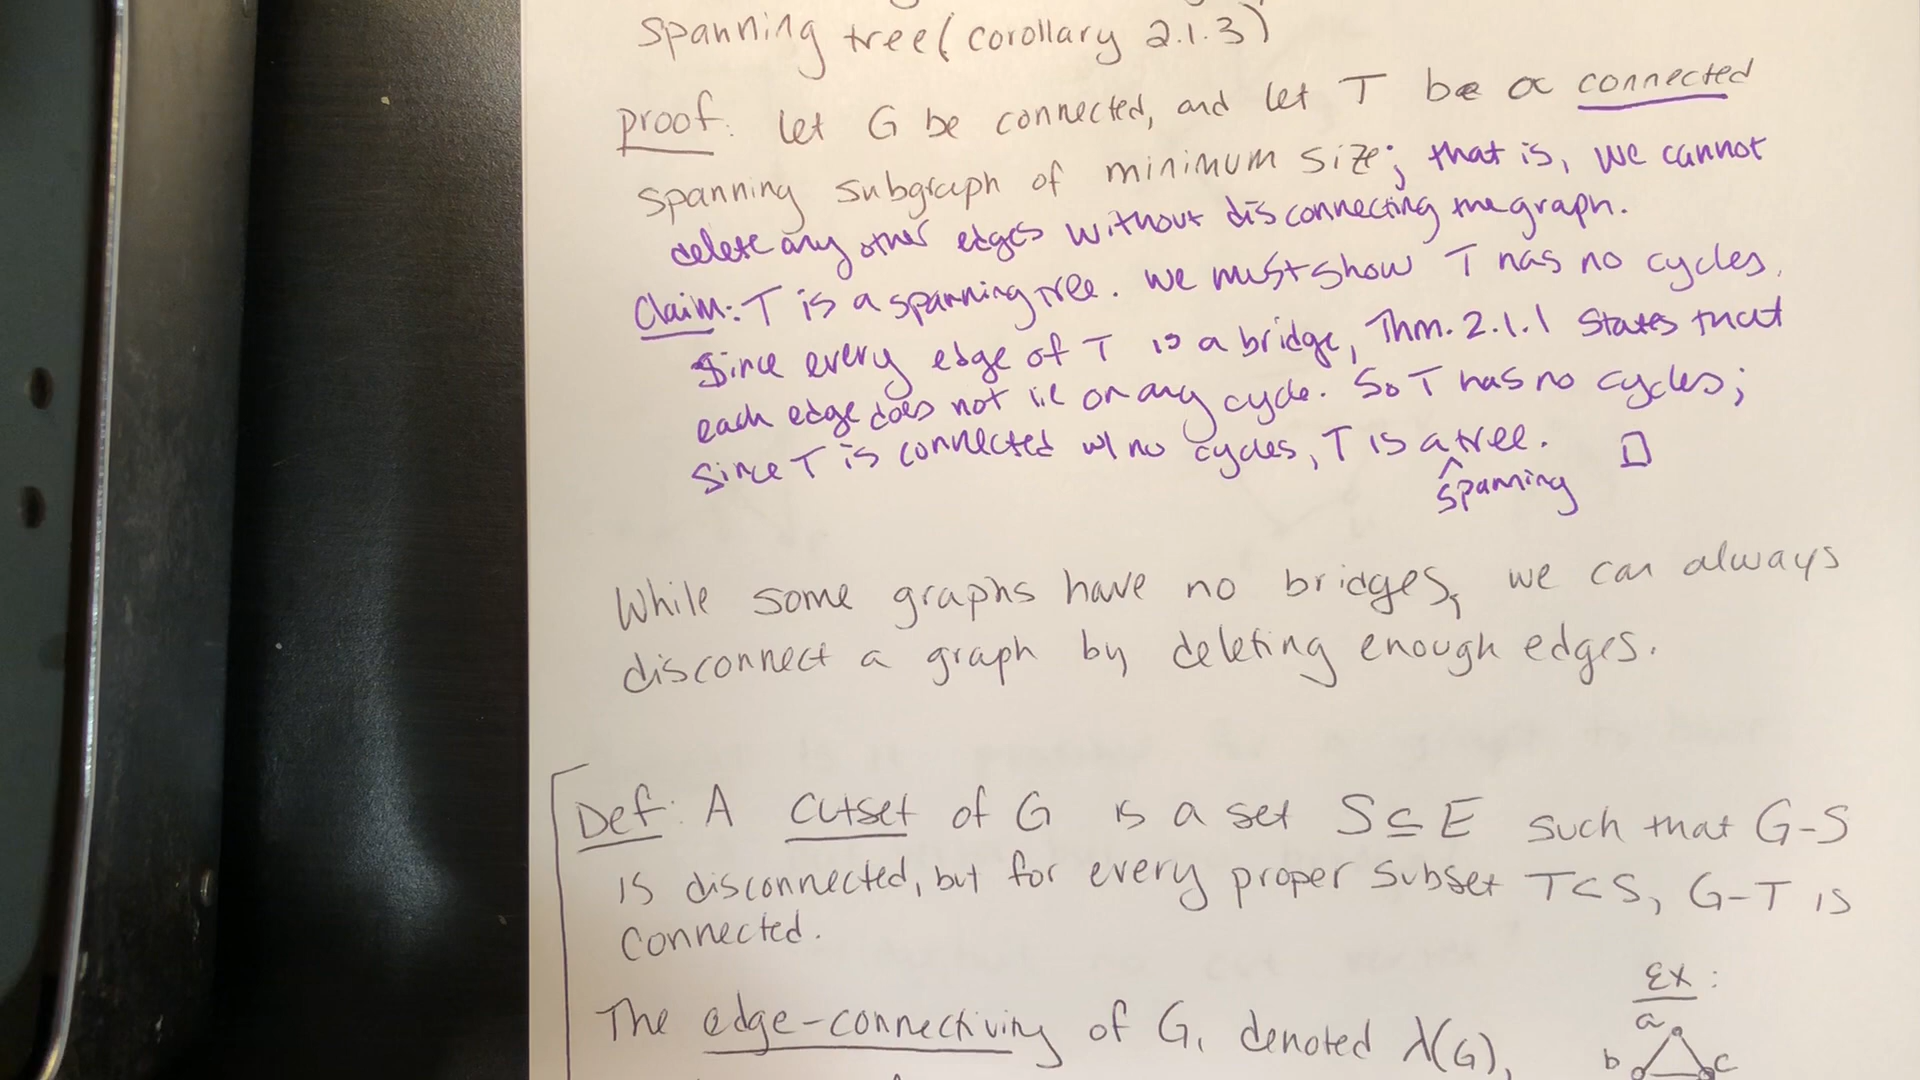 spanning tree (corollary 2.1.3)
proof: Let G be connected, and let T be a connected
spanning subgraph of minimum size; that is, we cannot
delete any other edges without disconnecting the graph.
Claim: T is a spanning tree. We must show T has no cycles.
Since every edge of T is a bridge, Thm. 2.1.1 states that
each edge does not lie on any cycle. So T has no cycles;
since T is connected w/ no cycles, T is a tree. □
^spanning
While some graphs have no bridges, we can always
disconnect a graph by deleting enough edges.
Def: A cutset of G is a set S⊆E such that G-S
is disconnected, but for every proper subset T⊂S, G-T is
connected.
Ex:
The edge-connectivity of G, denoted λ(G),
a
b c